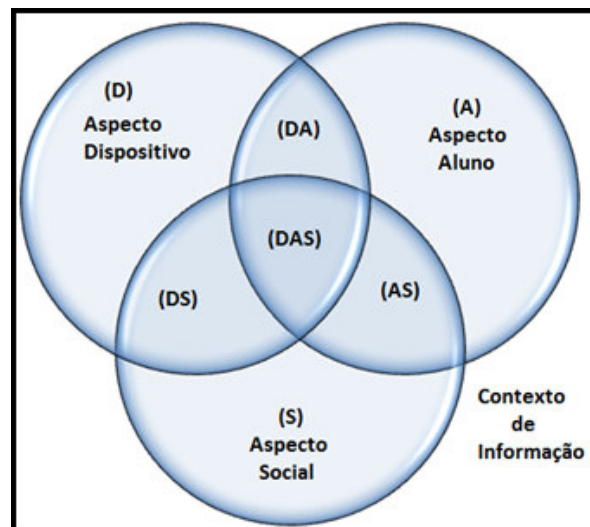 (D)
Aspecto
Dispositivo
(DA)
(A)
Aspecto
Aluno
(DAS)
(DS)
(AS)
(S)
Aspecto
Social
Contexto
de
Informação